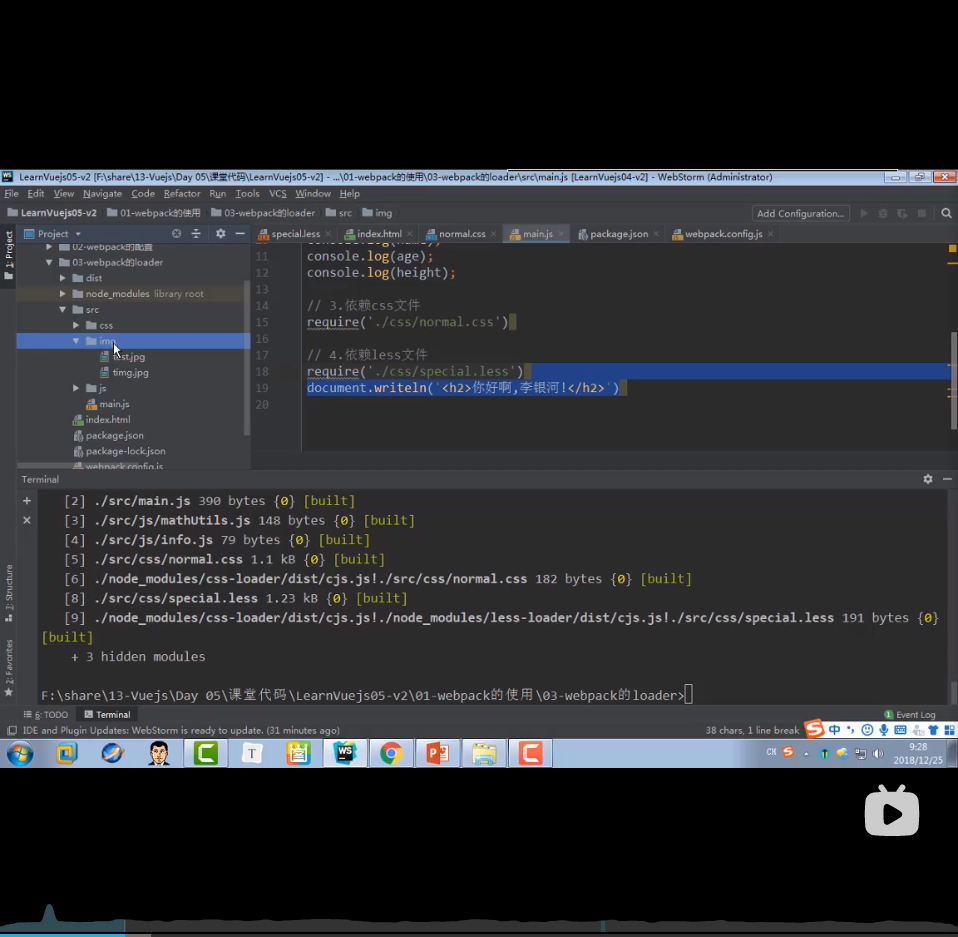 LearnVuejs05-v2 [F:\share\13-Vuejs\Day 05\课堂代码\LearnVuejs05-v2] - ...\01-webpack的使用\03-webpack的loader\src\main.js [LearnVuejs04-v2] - WebStorm (Administrator)
File Edit View Navigate Code Refactor Run Tools VCS Window Help
LearnVuejs05-v2 01-webpack的使用 03-webpack的loader src img Add Configuration...
Project special.less index.html normal.css main.js package.json webpack.config.js
1: Project
02-webpack的配置
03-webpack的loader
dist
node_modules library root
src
css
img
test.jpg
timg.jpg
js
main.js
index.html
package.json
package-lock.json
webpack.config.js
console.log(name);
11 console.log(age);
12 console.log(height);
13
14 // 3.依赖css文件
15 require('./css/normal.css')
16
17 // 4.依赖less文件
18 require('./css/special.less')
19 document.writeln('<h2>你好啊,李银河!</h2>')
20
Terminal
[2] ./src/main.js 390 bytes {0} [built]
[3] ./src/js/mathUtils.js 148 bytes {0} [built]
[4] ./src/js/info.js 79 bytes {0} [built]
[5] ./src/css/normal.css 1.1 kB {0} [built]
[6] ./node_modules/css-loader/dist/cjs.js!./src/css/normal.css 182 bytes {0} [built]
[8] ./src/css/special.less 1.23 kB {0} [built]
[9] ./node_modules/css-loader/dist/cjs.js!./node_modules/less-loader/dist/cjs.js!./src/css/special.less 191 bytes {0}
[built]
+ 3 hidden modules
F:\share\13-Vuejs\Day 05\课堂代码\LearnVuejs05-v2\01-webpack的使用\03-webpack的loader>
2: Structure
2: Favorites
6: TODO Terminal Event Log
IDE and Plugin Updates: WebStorm is ready to update. (31 minutes ago) 38 chars, 1 line break 中
CH 9:28
2018/12/25